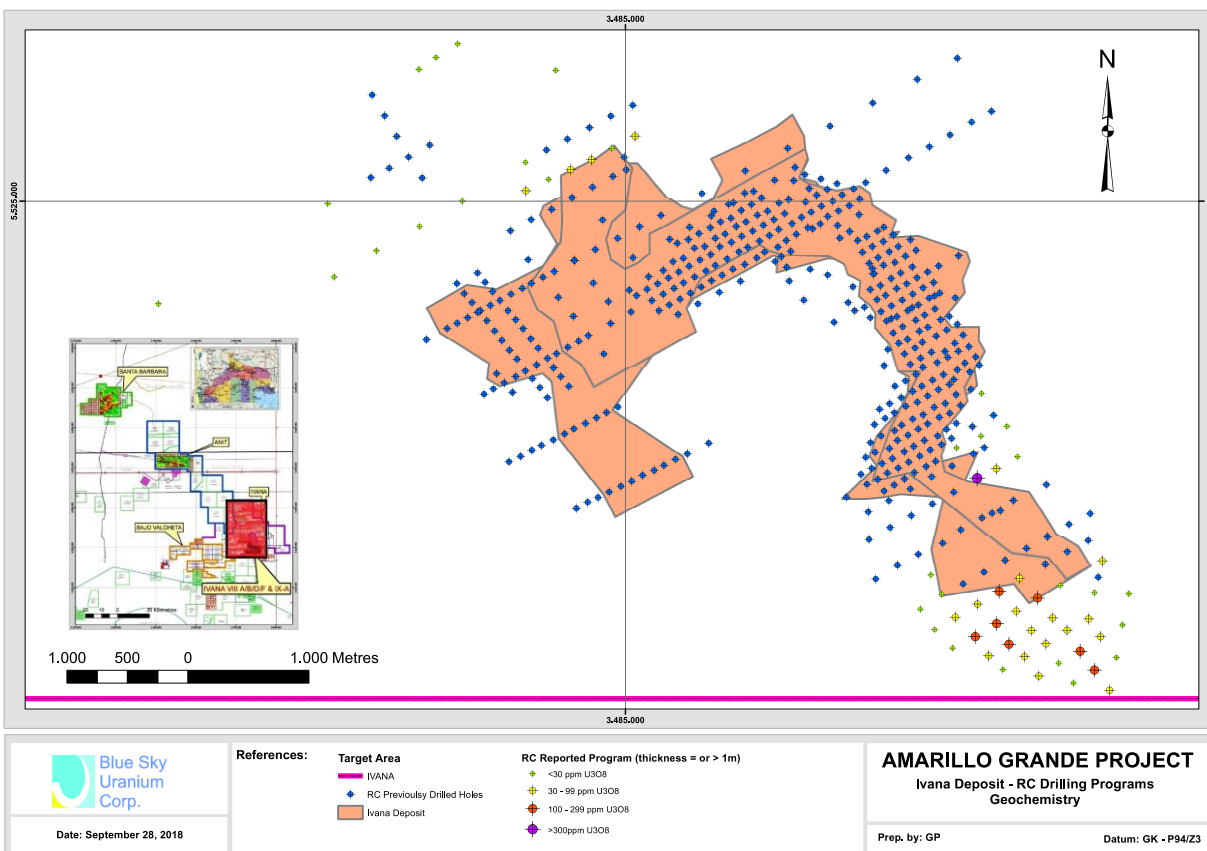 3.485.000
N
5.525.000
SANTA BARBARA
ANIT
IVANA
BAJO VALCHETA
IVANA VIII A/B/D/F & IX-A
20 Kilometres
1.000 500 0 1.000 Metres
3.485.000
Blue Sky
Uranium
Corp.
Date: September 28, 2018
References:
Target Area
IVANA
RC Previoulsy Drilled Holes
Ivana Deposit
RC Reported Program (thickness = or > 1m)
<30 ppm U3O8
30 - 99 ppm U3O8
100 - 299 ppm U3O8
>300ppm U3O8
AMARILLO GRANDE PROJECT
Ivana Deposit - RC Drilling Programs
Geochemistry
Prep. by: GP
Datum: GK - P94/Z3